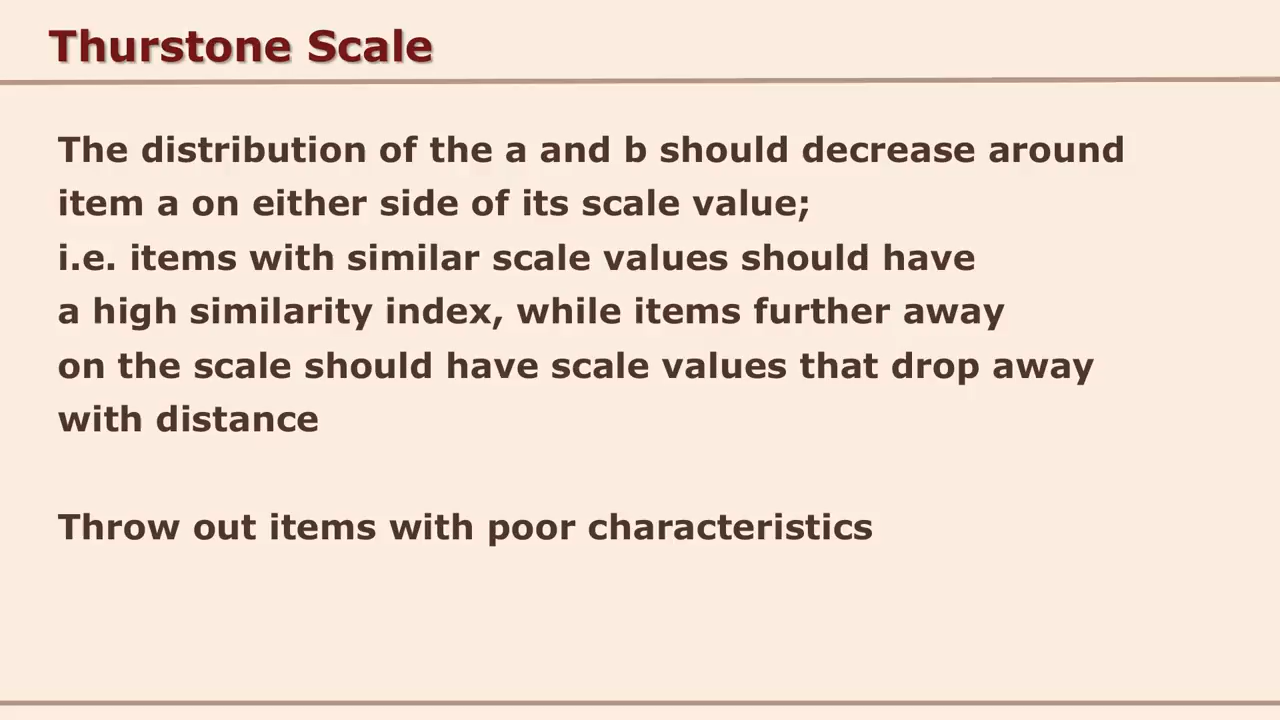 Thurstone Scale
The distribution of the a and b should decrease around
item a on either side of its scale value;
i.e. items with similar scale values should have
a high similarity index, while items further away
on the scale should have scale values that drop away
with distance
Throw out items with poor characteristics